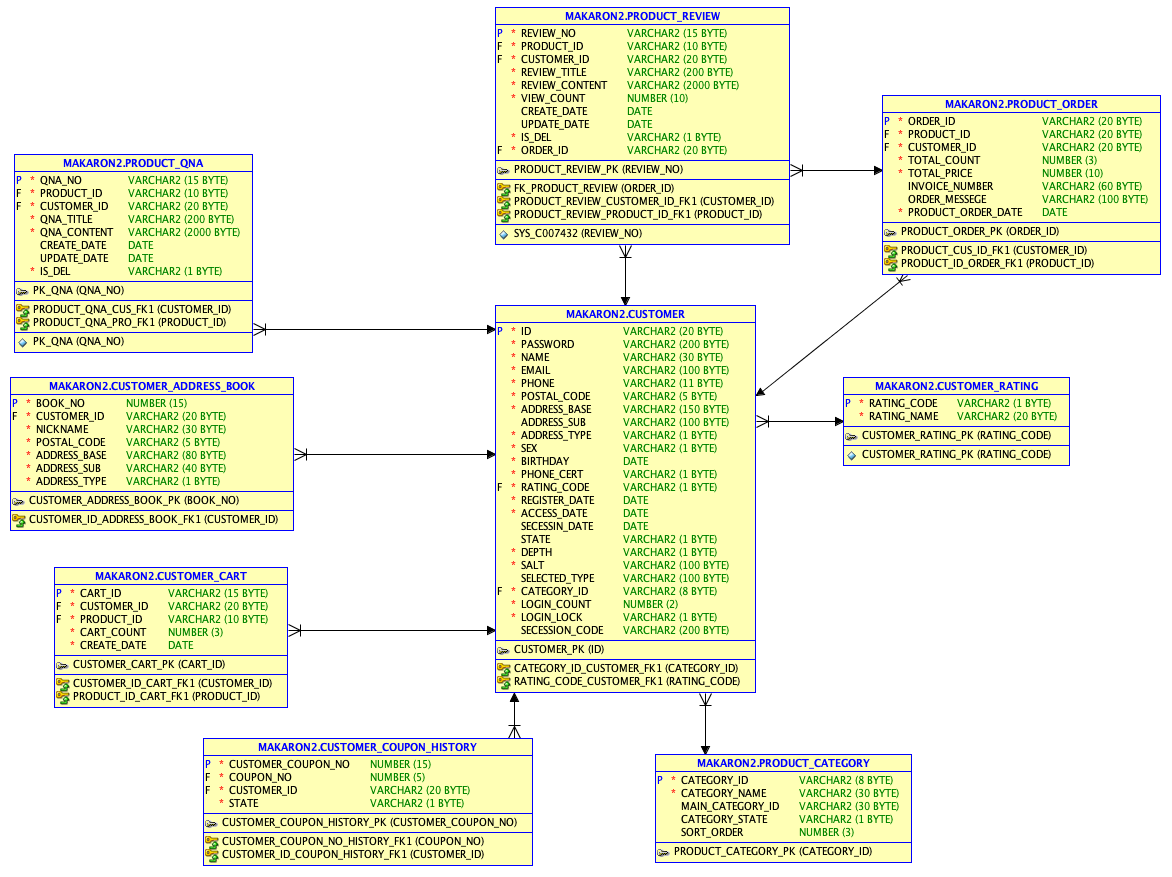 MAKARON2.PRODUCT_REVIEW
P * REVIEW_NO VARCHAR2 (15 BYTE)
F * PRODUCT_ID VARCHAR2 (10 BYTE)
F * CUSTOMER_ID VARCHAR2 (20 BYTE)
* REVIEW_TITLE VARCHAR2 (200 BYTE)
* REVIEW_CONTENT VARCHAR2 (2000 BYTE)
* VIEW_COUNT NUMBER (10)
CREATE_DATE DATE
UPDATE_DATE DATE
* IS_DEL VARCHAR2 (1 BYTE)
F * ORDER_ID VARCHAR2 (20 BYTE)
PRODUCT_REVIEW_PK (REVIEW_NO)
FK_PRODUCT_REVIEW (ORDER_ID)
PRODUCT_REVIEW_CUSTOMER_ID_FK1 (CUSTOMER_ID)
PRODUCT_REVIEW_PRODUCT_ID_FK1 (PRODUCT_ID)
SYS_C007432 (REVIEW_NO)
MAKARON2.PRODUCT_ORDER
P * ORDER_ID VARCHAR2 (20 BYTE)
F * PRODUCT_ID VARCHAR2 (20 BYTE)
F * CUSTOMER_ID VARCHAR2 (20 BYTE)
* TOTAL_COUNT NUMBER (3)
* TOTAL_PRICE NUMBER (10)
INVOICE_NUMBER VARCHAR2 (60 BYTE)
ORDER_MESSEGE VARCHAR2 (100 BYTE)
* PRODUCT_ORDER_DATE DATE
PRODUCT_ORDER_PK (ORDER_ID)
PRODUCT_CUS_ID_FK1 (CUSTOMER_ID)
PRODUCT_ID_ORDER_FK1 (PRODUCT_ID)
MAKARON2.PRODUCT_QNA
P * QNA_NO VARCHAR2 (15 BYTE)
F * PRODUCT_ID VARCHAR2 (10 BYTE)
F * CUSTOMER_ID VARCHAR2 (20 BYTE)
* QNA_TITLE VARCHAR2 (200 BYTE)
* QNA_CONTENT VARCHAR2 (2000 BYTE)
CREATE_DATE DATE
UPDATE_DATE DATE
* IS_DEL VARCHAR2 (1 BYTE)
PK_QNA (QNA_NO)
PRODUCT_QNA_CUS_FK1 (CUSTOMER_ID)
PRODUCT_QNA_PRO_FK1 (PRODUCT_ID)
PK_QNA (QNA_NO)
MAKARON2.CUSTOMER
P * ID VARCHAR2 (20 BYTE)
* PASSWORD VARCHAR2 (200 BYTE)
* NAME VARCHAR2 (30 BYTE)
* EMAIL VARCHAR2 (100 BYTE)
* PHONE VARCHAR2 (11 BYTE)
* POSTAL_CODE VARCHAR2 (5 BYTE)
* ADDRESS_BASE VARCHAR2 (150 BYTE)
ADDRESS_SUB VARCHAR2 (100 BYTE)
* ADDRESS_TYPE VARCHAR2 (1 BYTE)
* SEX VARCHAR2 (1 BYTE)
* BIRTHDAY DATE
* PHONE_CERT VARCHAR2 (1 BYTE)
F * RATING_CODE VARCHAR2 (1 BYTE)
* REGISTER_DATE DATE
* ACCESS_DATE DATE
SECESSIN_DATE DATE
STATE VARCHAR2 (1 BYTE)
* DEPTH VARCHAR2 (1 BYTE)
* SALT VARCHAR2 (100 BYTE)
SELECTED_TYPE VARCHAR2 (100 BYTE)
F * CATEGORY_ID VARCHAR2 (8 BYTE)
* LOGIN_COUNT NUMBER (2)
* LOGIN_LOCK VARCHAR2 (1 BYTE)
SECESSION_CODE VARCHAR2 (200 BYTE)
CUSTOMER_PK (ID)
CATEGORY_ID_CUSTOMER_FK1 (CATEGORY_ID)
RATING_CODE_CUSTOMER_FK1 (RATING_CODE)
MAKARON2.CUSTOMER_ADDRESS_BOOK
P * BOOK_NO NUMBER (15)
F * CUSTOMER_ID VARCHAR2 (20 BYTE)
* NICKNAME VARCHAR2 (30 BYTE)
* POSTAL_CODE VARCHAR2 (5 BYTE)
* ADDRESS_BASE VARCHAR2 (80 BYTE)
* ADDRESS_SUB VARCHAR2 (40 BYTE)
* ADDRESS_TYPE VARCHAR2 (1 BYTE)
CUSTOMER_ADDRESS_BOOK_PK (BOOK_NO)
CUSTOMER_ID_ADDRESS_BOOK_FK1 (CUSTOMER_ID)
MAKARON2.CUSTOMER_RATING
P * RATING_CODE VARCHAR2 (1 BYTE)
* RATING_NAME VARCHAR2 (20 BYTE)
CUSTOMER_RATING_PK (RATING_CODE)
CUSTOMER_RATING_PK (RATING_CODE)
MAKARON2.CUSTOMER_CART
P * CART_ID VARCHAR2 (15 BYTE)
F * CUSTOMER_ID VARCHAR2 (20 BYTE)
F * PRODUCT_ID VARCHAR2 (10 BYTE)
* CART_COUNT NUMBER (3)
* CREATE_DATE DATE
CUSTOMER_CART_PK (CART_ID)
CUSTOMER_ID_CART_FK1 (CUSTOMER_ID)
PRODUCT_ID_CART_FK1 (PRODUCT_ID)
MAKARON2.CUSTOMER_COUPON_HISTORY
P * CUSTOMER_COUPON_NO NUMBER (15)
F * COUPON_NO NUMBER (5)
F * CUSTOMER_ID VARCHAR2 (20 BYTE)
* STATE VARCHAR2 (1 BYTE)
CUSTOMER_COUPON_HISTORY_PK (CUSTOMER_COUPON_NO)
CUSTOMER_COUPON_NO_HISTORY_FK1 (COUPON_NO)
CUSTOMER_ID_COUPON_HISTORY_FK1 (CUSTOMER_ID)
MAKARON2.PRODUCT_CATEGORY
P * CATEGORY_ID VARCHAR2 (8 BYTE)
* CATEGORY_NAME VARCHAR2 (30 BYTE)
MAIN_CATEGORY_ID VARCHAR2 (30 BYTE)
CATEGORY_STATE VARCHAR2 (1 BYTE)
SORT_ORDER NUMBER (3)
PRODUCT_CATEGORY_PK (CATEGORY_ID)